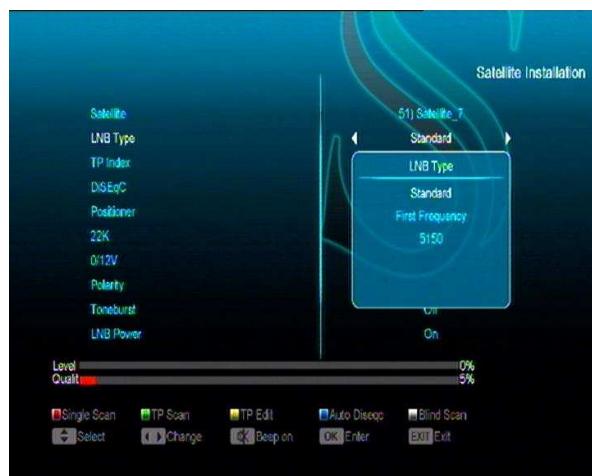 Satellite Installation
Satellite 51) Satellite_7
LNB Type Standard
TP Index
DiSEqC
Positioner
22K
0/12V
Polarity
Toneburst Off
LNB Power On
LNB Type
Standard
First Frequency
5150
Level 0%
Qualit 5%
Single Scan TP Scan TP Edit Auto Diseqc Blind Scan
Select Change Beep on OK Enter EXIT Exit